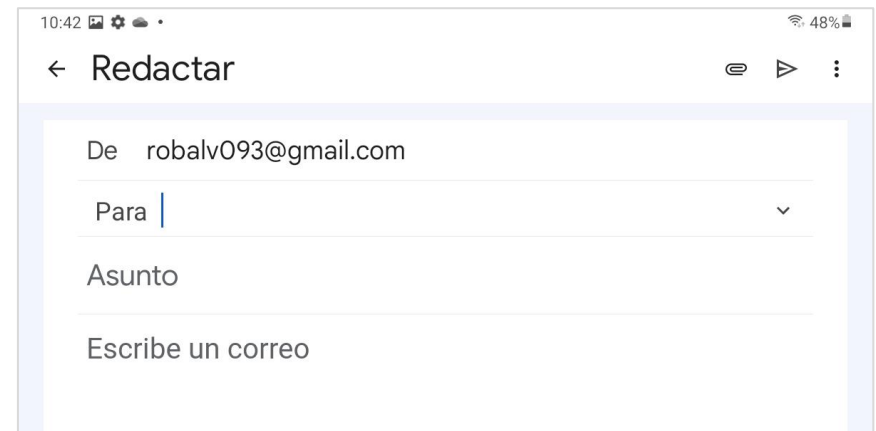 10:42 48%
Redactar
De robalv093@gmail.com
Para
Asunto
Escribe un correo